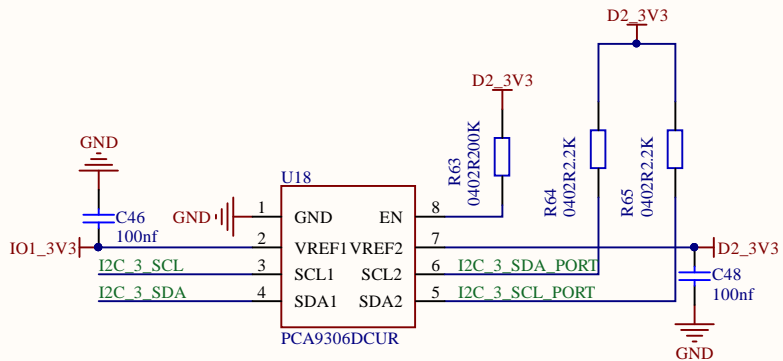 D2_3V3
D2_3V3
R63
0402R200K
R64
0402R2.2K
R65
0402R2.2K
GND
C46
100nf
IO1_3V3
U18
GND
1
GND
EN
8
2
VREF1
VREF2
7
D2_3V3
I2C_3_SCL
3
SCL1
SCL2
6
I2C_3_SDA_PORT
I2C_3_SDA
4
SDA1
SDA2
5
I2C_3_SCL_PORT
C48
100nf
PCA9306DCUR
GND